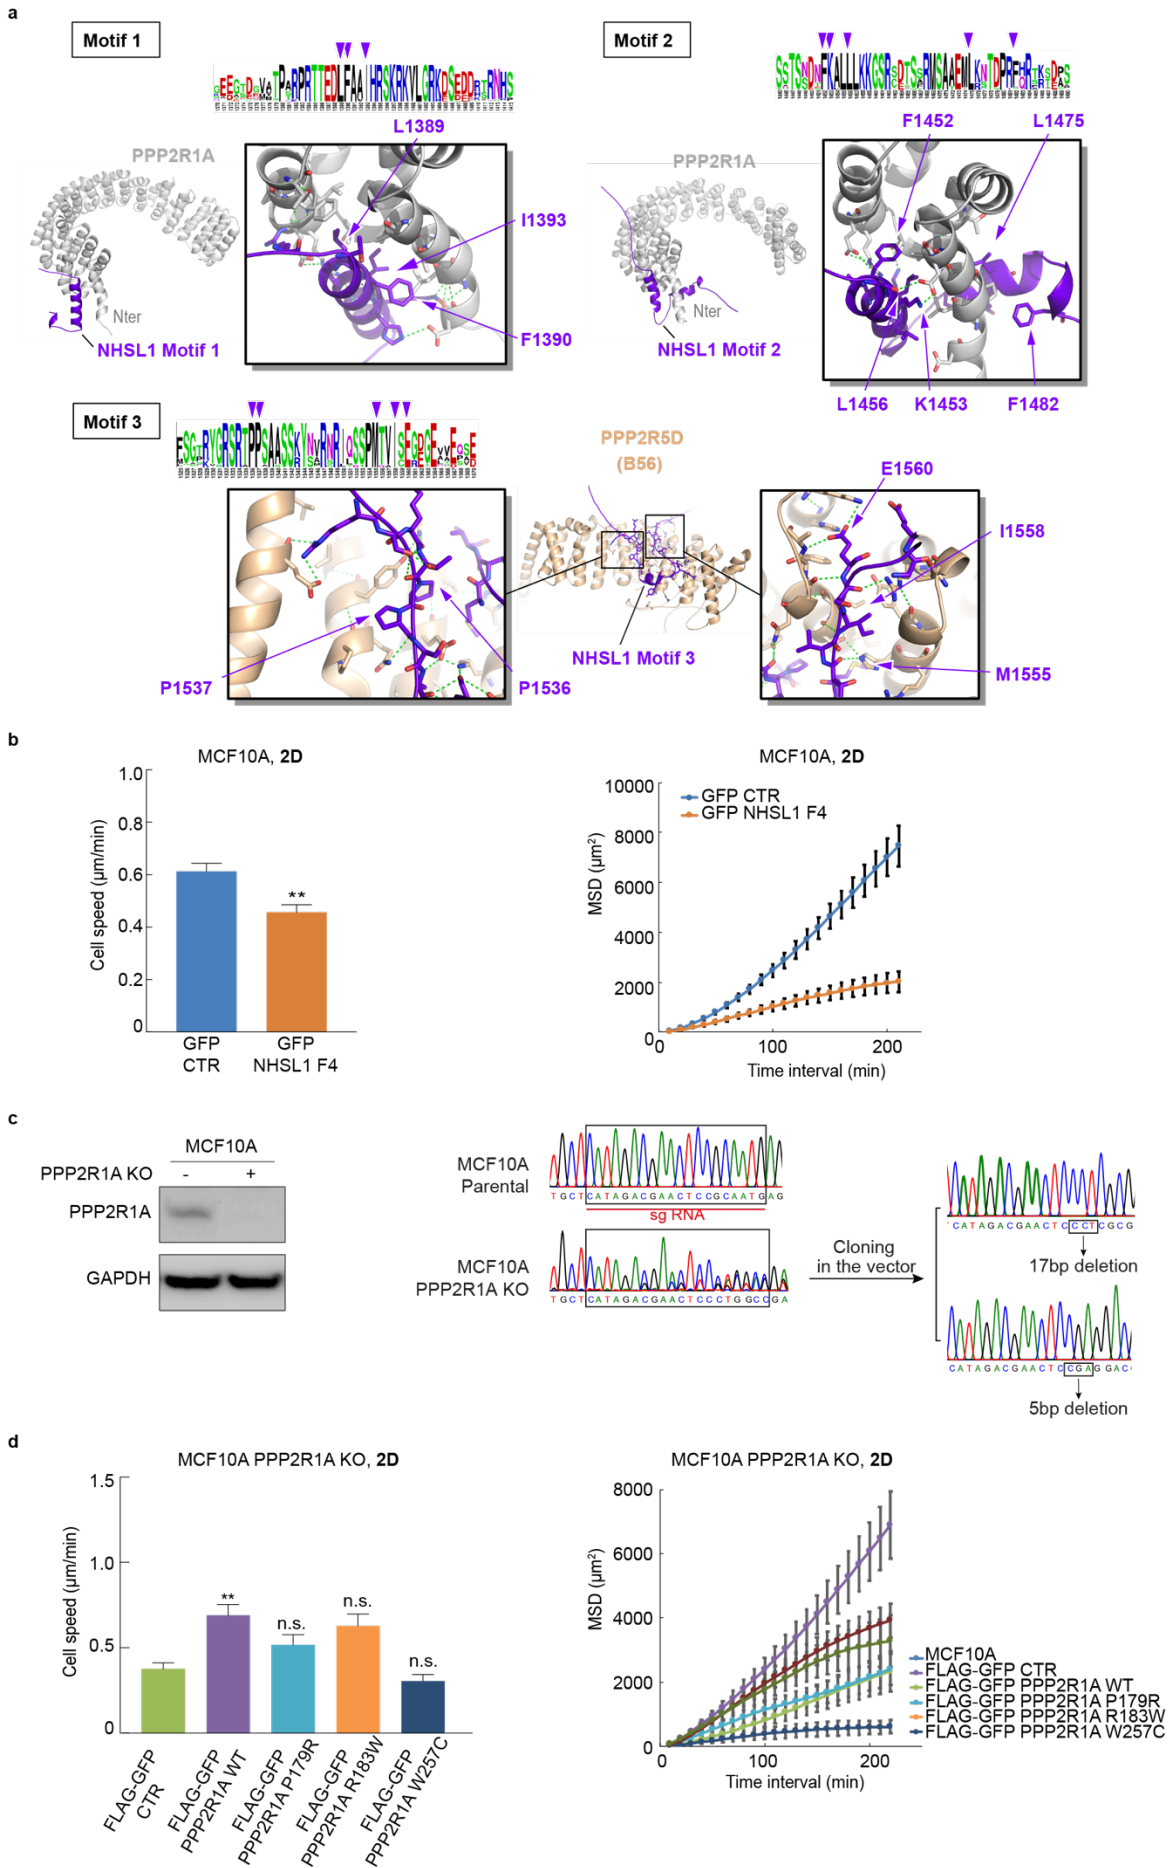 a
Motif 1
Motif 2
L1389
F1452
L1475
PPP2R1A
PPP2R1A
I1393
Nter
Nter
F1390
NHSL1 Motif 1
NHSL1 Motif 2
L1456
K1453
F1482
Motif 3
PPP2R5D
(B56)
E1560
I1558
P1537
P1536
NHSL1 Motif 3
M1555
b
MCF10A, 2D
Cell speed (µm/min)
1.0
0.8
0.6
0.4
0.2
0
**
GFP
CTR
GFP
NHSL1 F4
MCF10A, 2D
MSD (µm²)
10000
8000
6000
4000
2000
0
0
100
200
Time interval (min)
GFP CTR
GFP NHSL1 F4
c
MCF10A
PPP2R1A KO
-
+
PPP2R1A
GAPDH
MCF10A
Parental
TGCTCATAGACGAACTCCGCAATGAG
sg RNA
MCF10A
PPP2R1A KO
TGCTCATAGACGAACTCCCTGGCCGA
Cloning
in the vector
CATAGACGAACTCCCTCGCG
17bp deletion
CATAGACGAACTCCGAGGAC
5bp deletion
d
MCF10A PPP2R1A KO, 2D
Cell speed (µm/min)
1.5
1.0
0.5
0
**
n.s.
n.s.
n.s.
FLAG-GFP
CTR
FLAG-GFP
PPP2R1A WT
FLAG-GFP
PPP2R1A P179R
FLAG-GFP
PPP2R1A R183W
FLAG-GFP
PPP2R1A W257C
MCF10A PPP2R1A KO, 2D
MSD (µm²)
8000
6000
4000
2000
0
0
100
200
Time interval (min)
MCF10A
FLAG-GFP CTR
FLAG-GFP PPP2R1A WT
FLAG-GFP PPP2R1A P179R
FLAG-GFP PPP2R1A R183W
FLAG-GFP PPP2R1A W257C